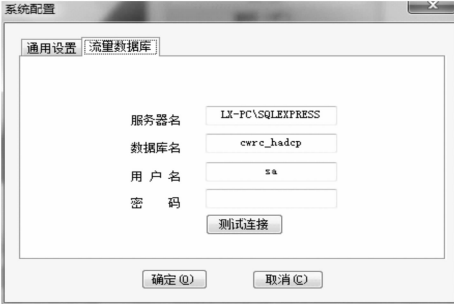 系统配置
通用设置 流量数据库
服务器名 LX-PC\SQLEXPRESS
数据库名 cwrc_hadcp
用 户 名 sa
密 码
测试连接
确定(O) 取消(C)